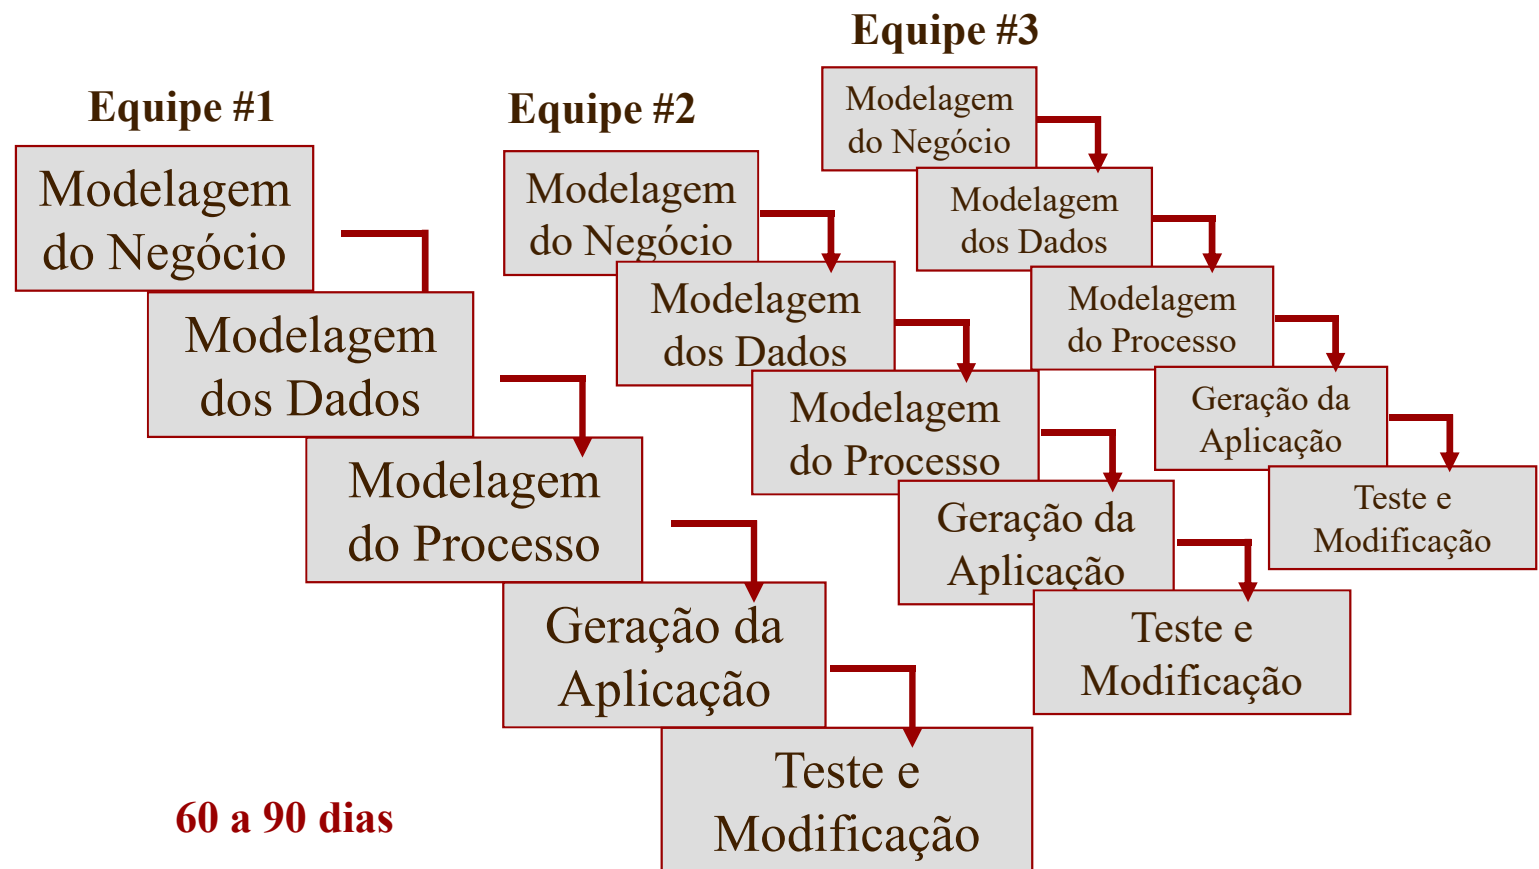 Equipe #1
Modelagem
do Negócio
Modelagem
dos Dados
Modelagem
do Processo
Geração da
Aplicação
Teste e
Modificação
Equipe #2
Modelagem
do Negócio
Modelagem
dos Dados
Modelagem
do Processo
Geração da
Aplicação
Teste e
Modificação
Equipe #3
Modelagem
do Negócio
Modelagem
dos Dados
Modelagem
do Processo
Geração da
Aplicação
Teste e
Modificação
60 a 90 dias